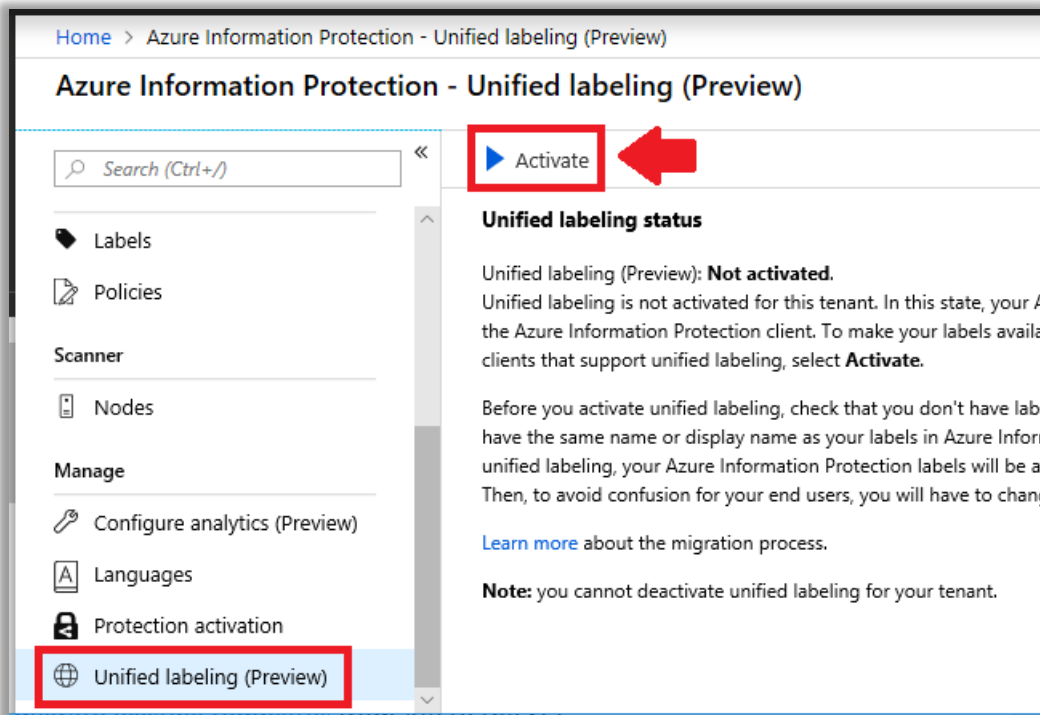 Home > Azure Information Protection - Unified labeling (Preview)
Azure Information Protection - Unified labeling (Preview)
Search (Ctrl+/)
«
Labels
Policies
Scanner
Nodes
Manage
Configure analytics (Preview)
Languages
Protection activation
Unified labeling (Preview)
Activate
Unified labeling status
Unified labeling (Preview): Not activated.
Unified labeling is not activated for this tenant. In this state, your
the Azure Information Protection client. To make your labels
clients that support unified labeling, select Activate.
Before you activate unified labeling, check that you don't have
have the same name or display name as your labels in Azure
unified labeling, your Azure Information Protection labels will be
Then, to avoid confusion for your end users, you will have to
Learn more about the migration process.
Note: you cannot deactivate unified labeling for your tenant.